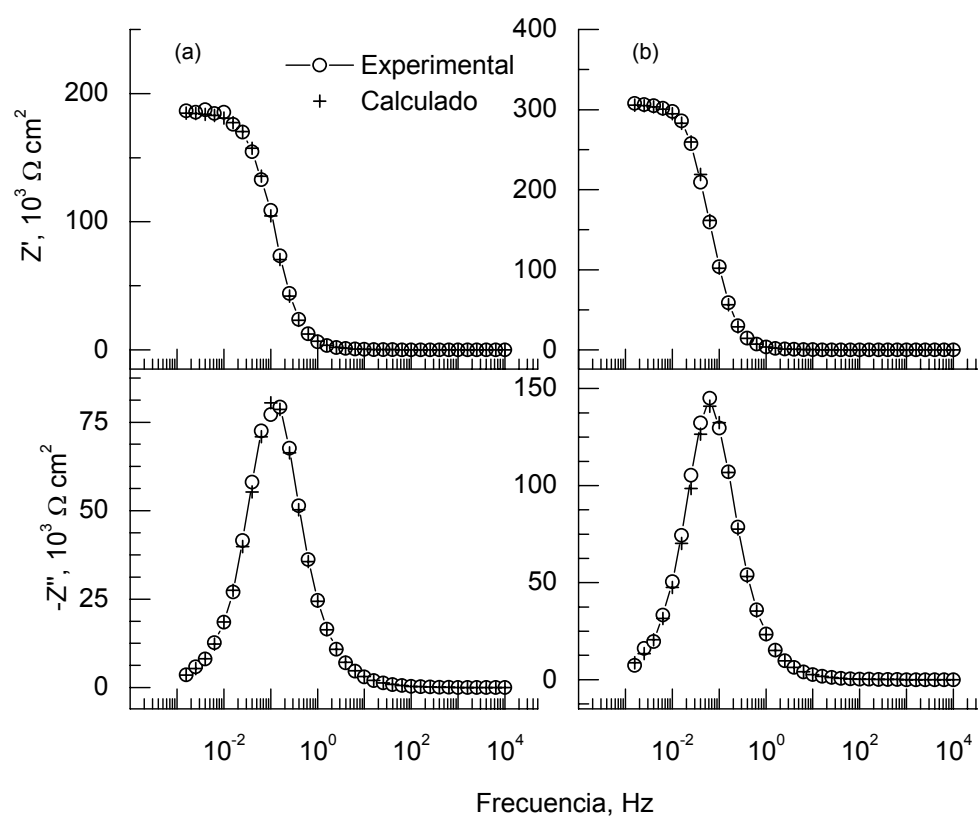 (a)
Experimental
Calculado
200
100
0
Z', 10³ Ω cm²
(b)
400
300
200
100
0
75
50
25
0
-Z'', 10³ Ω cm²
150
100
50
0
10⁻² 10⁰ 10² 10⁴
10⁻² 10⁰ 10² 10⁴
Frecuencia, Hz